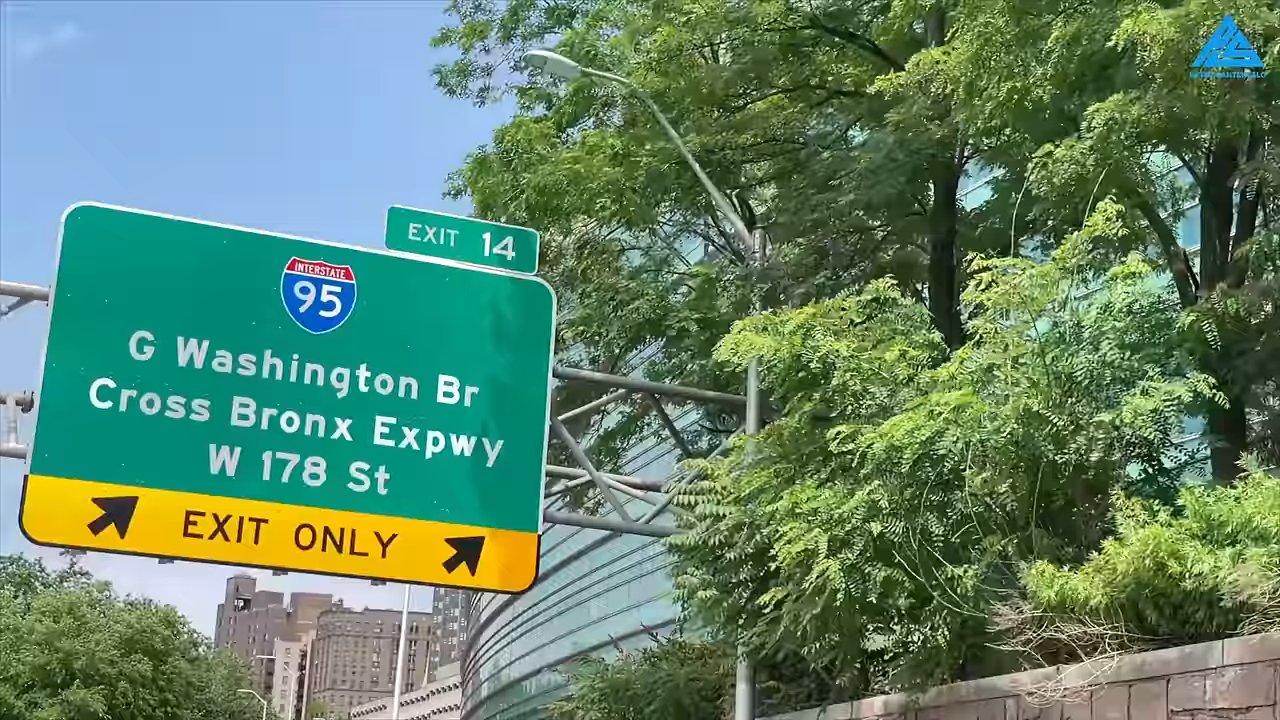 EXIT 14
INTERSTATE
95
G Washington Br
Cross Bronx Expwy
W 178 St
EXIT ONLY